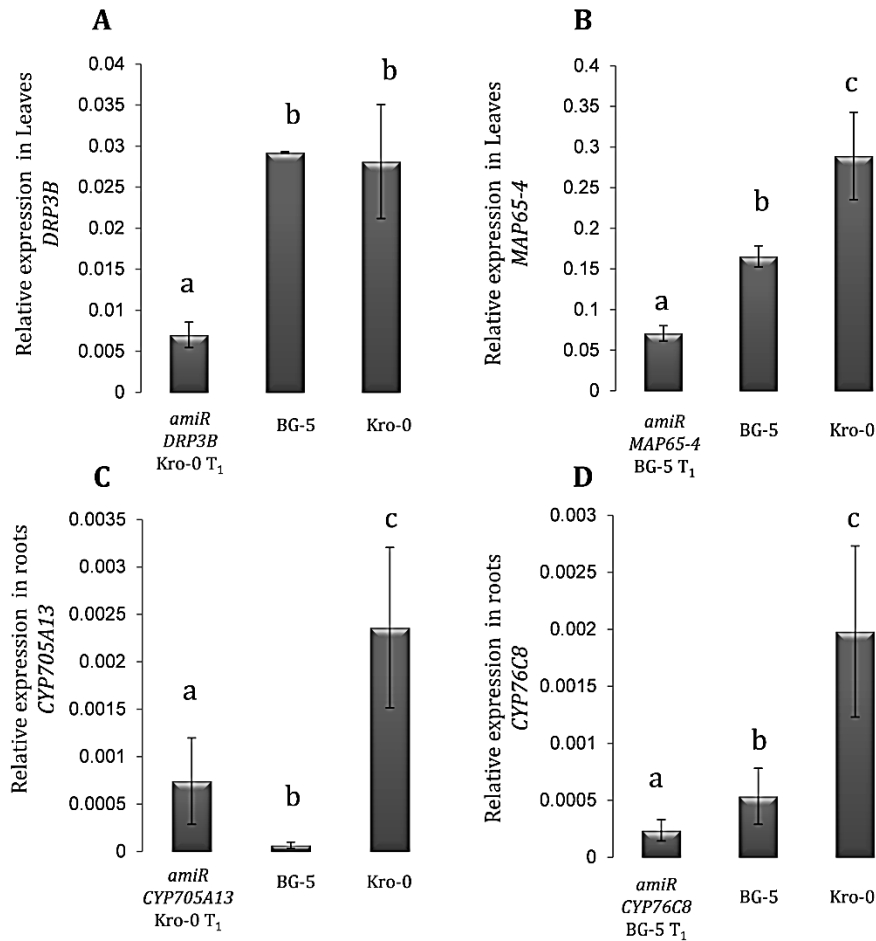 A
Relative expression in Leaves
DRP3B
0.04
0.035
0.03
0.025
0.02
0.015
0.01
0.005
0
a
b
b
amiR
DRP3B
Kro-0 T₁
BG-5
Kro-0
B
Relative expression in Leaves
MAP65-4
0.4
0.35
0.3
0.25
0.2
0.15
0.1
0.05
0
a
b
c
amiR
MAP65-4
BG-5 T₁
BG-5
Kro-0
C
Relative expression in roots
CYP705A13
0.0035
0.003
0.0025
0.002
0.0015
0.001
0.0005
0
a
b
c
amiR
CYP705A13
Kro-0 T₁
BG-5
Kro-0
D
Relative expression in roots
CYP76C8
0.003
0.0025
0.002
0.0015
0.001
0.0005
0
a
b
c
amiR
CYP76C8
BG-5 T₁
BG-5
Kro-0